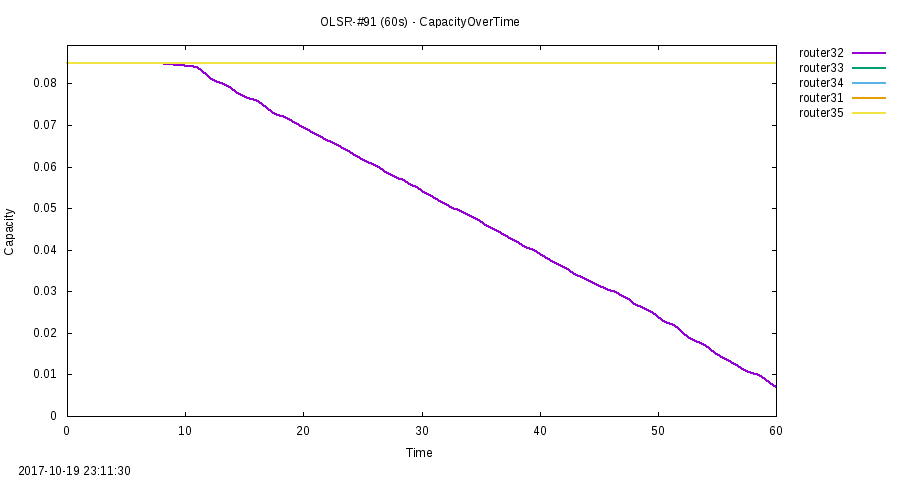 OLSR-#91 (60s) - CapacityOverTime
router32
router33
router34
router31
router35
0.08
0.07
0.06
0.05
0.04
0.03
0.02
0.01
0
Capacity
0 10 20 30 40 50 60
Time
2017-10-19 23:11:30